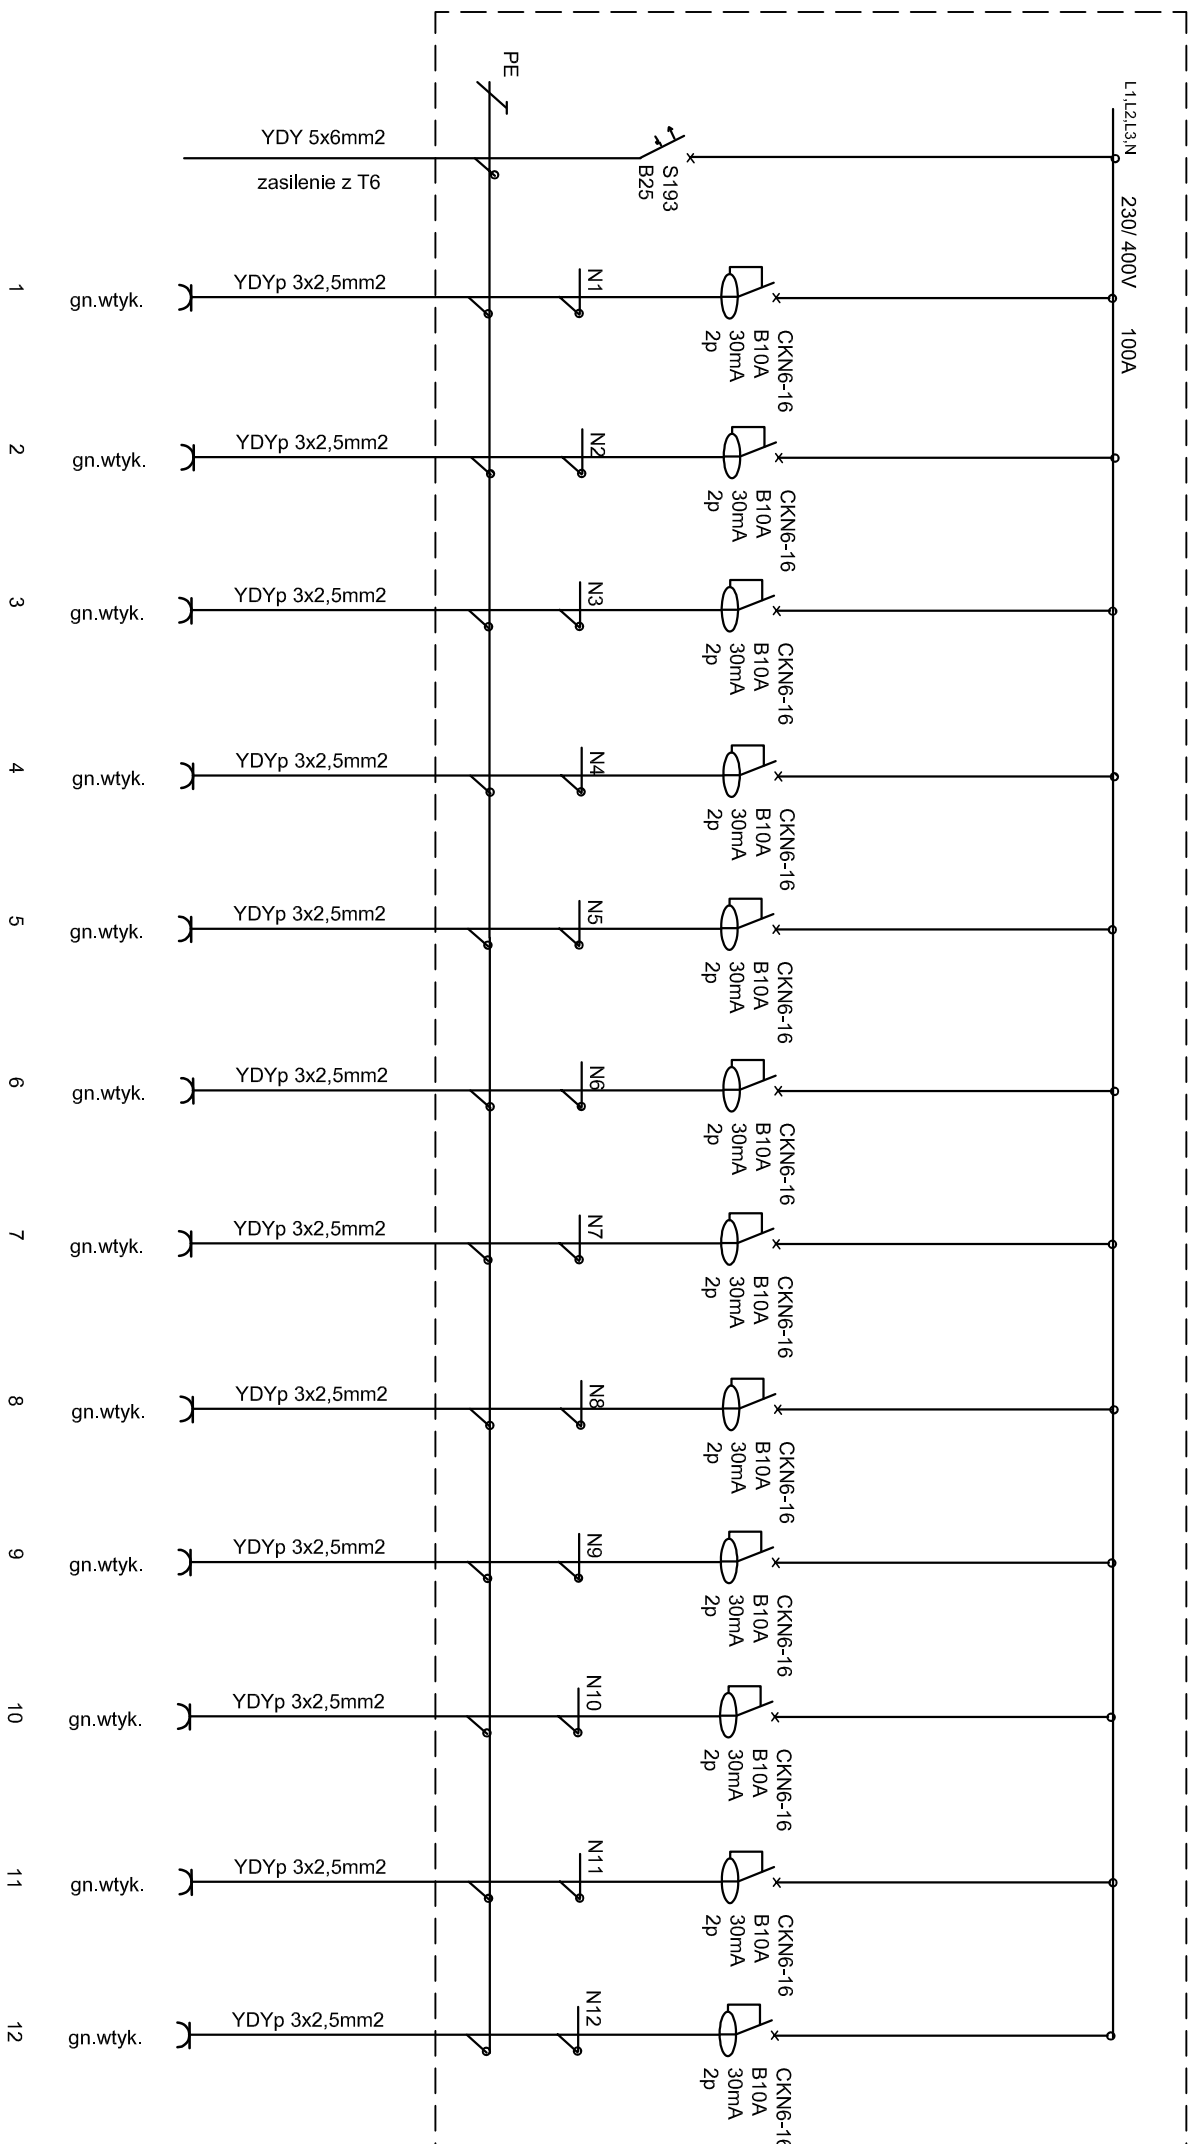 PE
L1,L2,L3,N
230/ 400V 100A
YDY 5x6mm2
zasilenie z T6
S193
B25
1
gn.wtyk.
YDYp 3x2,5mm2
N1
CKN6-16
B10A
30mA
2p
2
gn.wtyk.
YDYp 3x2,5mm2
N2
CKN6-16
B10A
30mA
2p
3
gn.wtyk.
YDYp 3x2,5mm2
N3
CKN6-16
B10A
30mA
2p
4
gn.wtyk.
YDYp 3x2,5mm2
N4
CKN6-16
B10A
30mA
2p
5
gn.wtyk.
YDYp 3x2,5mm2
N5
CKN6-16
B10A
30mA
2p
6
gn.wtyk.
YDYp 3x2,5mm2
N6
CKN6-16
B10A
30mA
2p
7
gn.wtyk.
YDYp 3x2,5mm2
N7
CKN6-16
B10A
30mA
2p
8
gn.wtyk.
YDYp 3x2,5mm2
N8
CKN6-16
B10A
30mA
2p
9
gn.wtyk.
YDYp 3x2,5mm2
N9
CKN6-16
B10A
30mA
2p
10
gn.wtyk.
YDYp 3x2,5mm2
N10
CKN6-16
B10A
30mA
2p
11
gn.wtyk.
YDYp 3x2,5mm2
N11
CKN6-16
B10A
30mA
2p
12
gn.wtyk.
YDYp 3x2,5mm2
N12
CKN6-16
B10A
30mA
2p